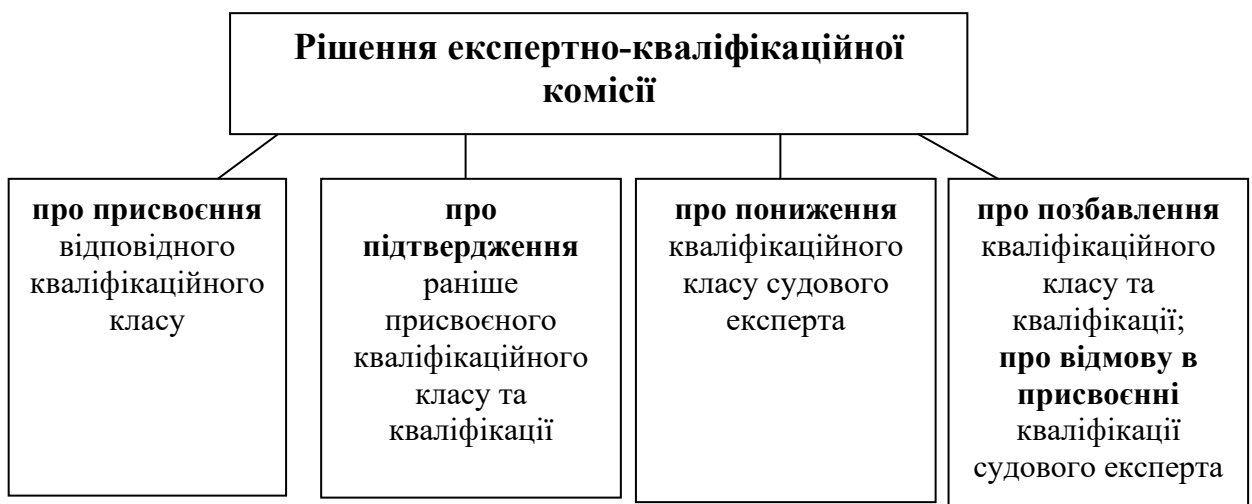 Рішення експертно-кваліфікаційної
комісії
про присвоєння
відповідного
кваліфікаційного
класу
про
підтвердження
раніше
присвоєного
кваліфікаційного
класу та
кваліфікації
про пониження
кваліфікаційного
класу судового
експерта
про позбавлення
кваліфікаційного
класу та
кваліфікації;
про відмову в
присвоєнні
кваліфікації
судового експерта